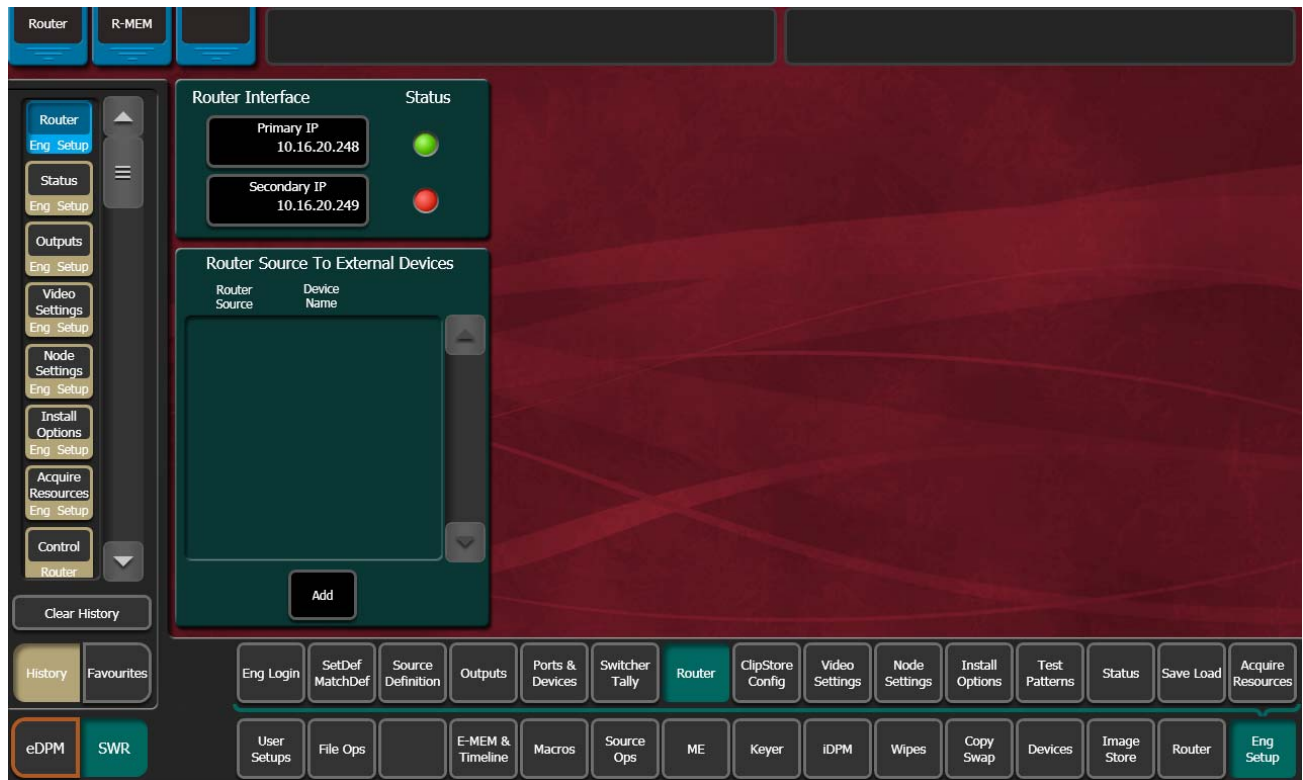 Router
R-MEM
Router
Eng Setup
Status
Eng Setup
Outputs
Eng Setup
Video
Settings
Eng Setup
Node
Settings
Eng Setup
Install
Options
Eng Setup
Acquire
Resources
Eng Setup
Control
Router
Clear History
History
Favourites
eDPM
SWR
Router Interface
Status
Primary IP
10.16.20.248
Secondary IP
10.16.20.249
Router Source To External Devices
Router
Source
Device
Name
Add
Eng Login
SetDef
MatchDef
Source
Definition
Outputs
Ports &
Devices
Switcher
Tally
Router
ClipStore
Config
Video
Settings
Node
Settings
Install
Options
Test
Patterns
Status
Save Load
Acquire
Resources
User
Setups
File Ops
E-MEM &
Timeline
Macros
Source
Ops
ME
Keyer
iDPM
Wipes
Copy
Swap
Devices
Image
Store
Router
Eng
Setup